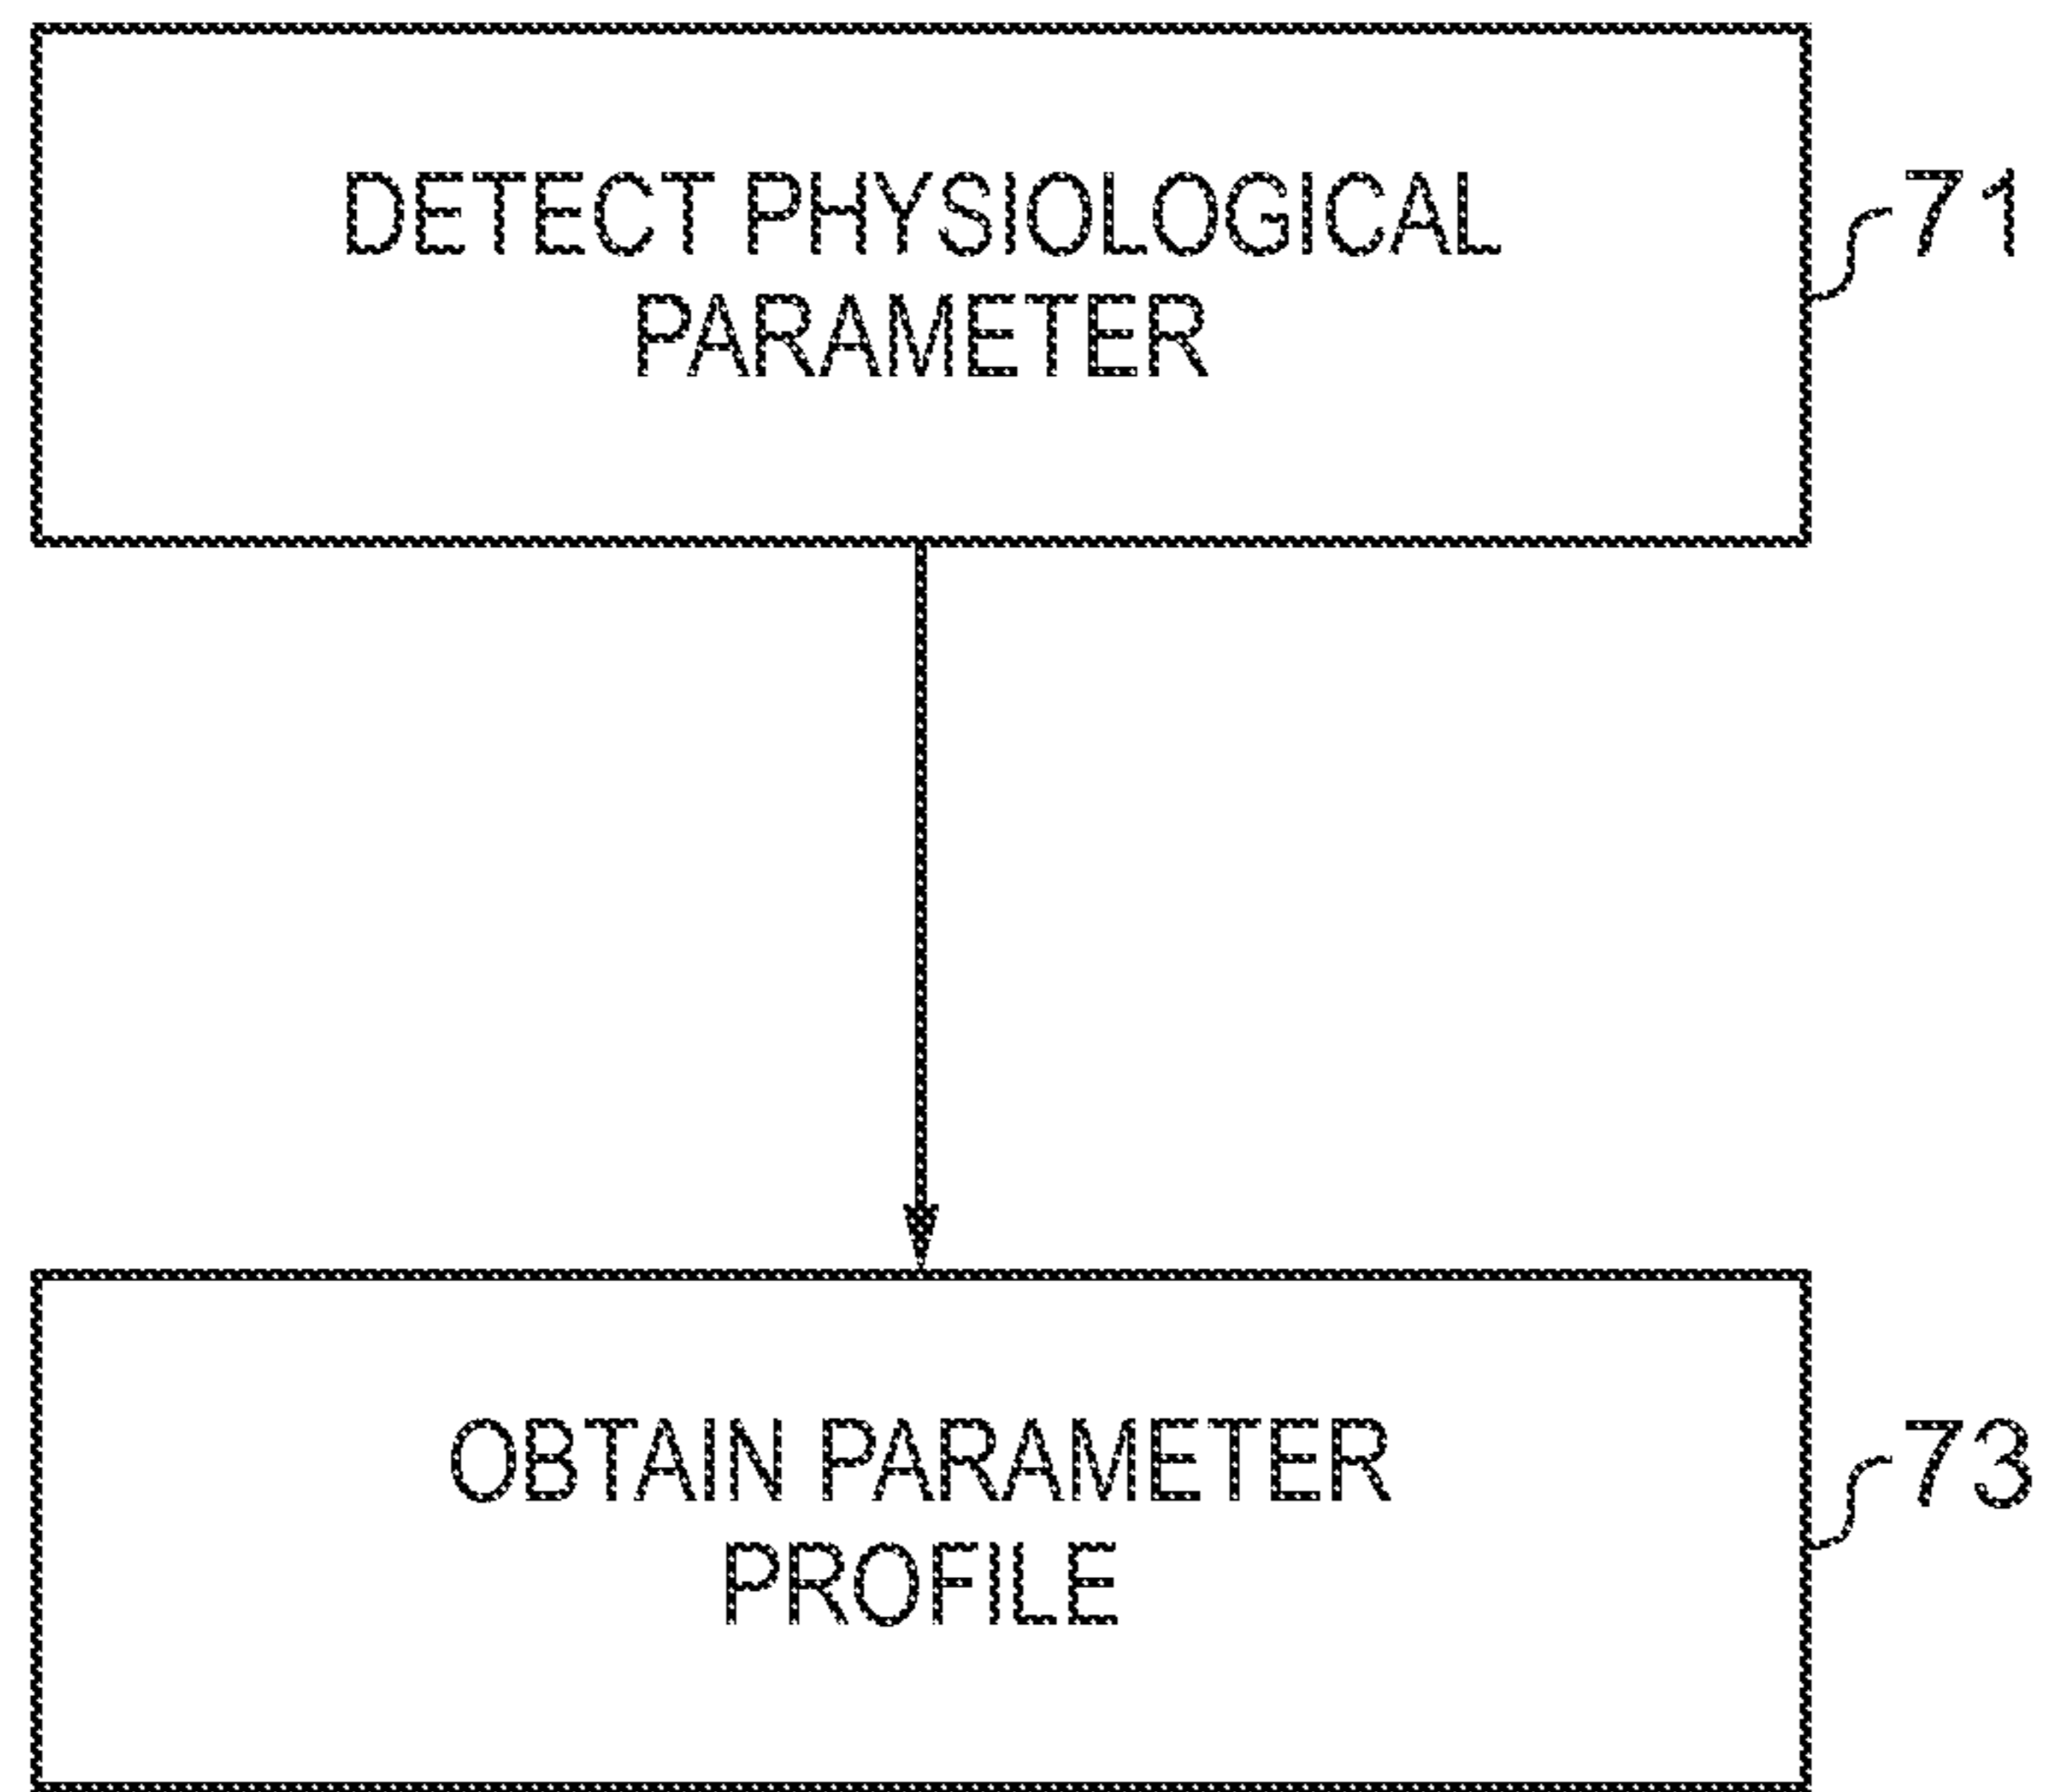 DETECT PHYSIOLOGICAL
PARAMETER
71
OBTAIN PARAMETER
PROFILE
73